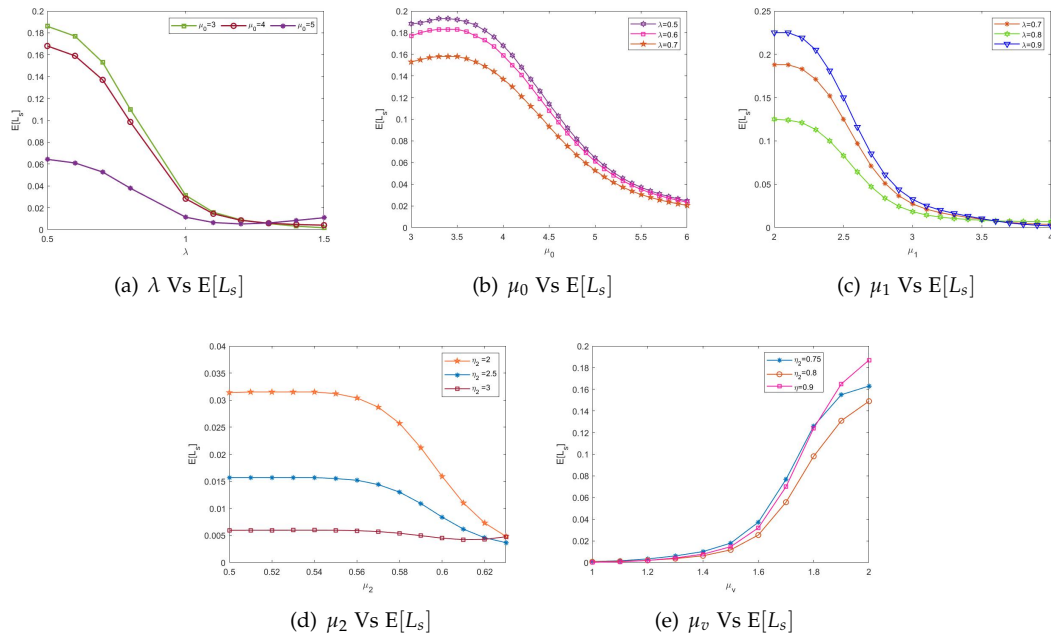 μ₀=3 μ₀=4 μ₀=5
0.2
0.18
0.16
0.14
0.12
0.1
0.08
0.06
0.04
0.02
0
E[Lₛ]
0.5 1 1.5
λ
(a) λ Vs E[Lₛ]
λ=0.5
λ=0.6
λ=0.7
0.2
0.18
0.16
0.14
0.12
0.1
0.08
0.06
0.04
0.02
0
E[Lₛ]
3 3.5 4 4.5 5 5.5 6
μ₀
(b) μ₀ Vs E[Lₛ]
λ=0.7
λ=0.8
λ=0.9
0.25
0.2
0.15
0.1
0.05
0
E[Lₛ]
2 2.5 3 3.5 4
μ₁
(c) μ₁ Vs E[Lₛ]
η₂ =2
η₂ =2.5
η₂ =3
0.04
0.035
0.03
0.025
0.02
0.015
0.01
0.005
0
E[Lₛ]
0.5 0.52 0.54 0.56 0.58 0.6 0.62
μ₂
(d) μ₂ Vs E[Lₛ]
η₂=0.75
η₂=0.8
η=0.9
0.2
0.18
0.16
0.14
0.12
0.1
0.08
0.06
0.04
0.02
0
E[Lₛ]
1 1.2 1.4 1.6 1.8 2
μᵥ
(e) μᵥ Vs E[Lₛ]